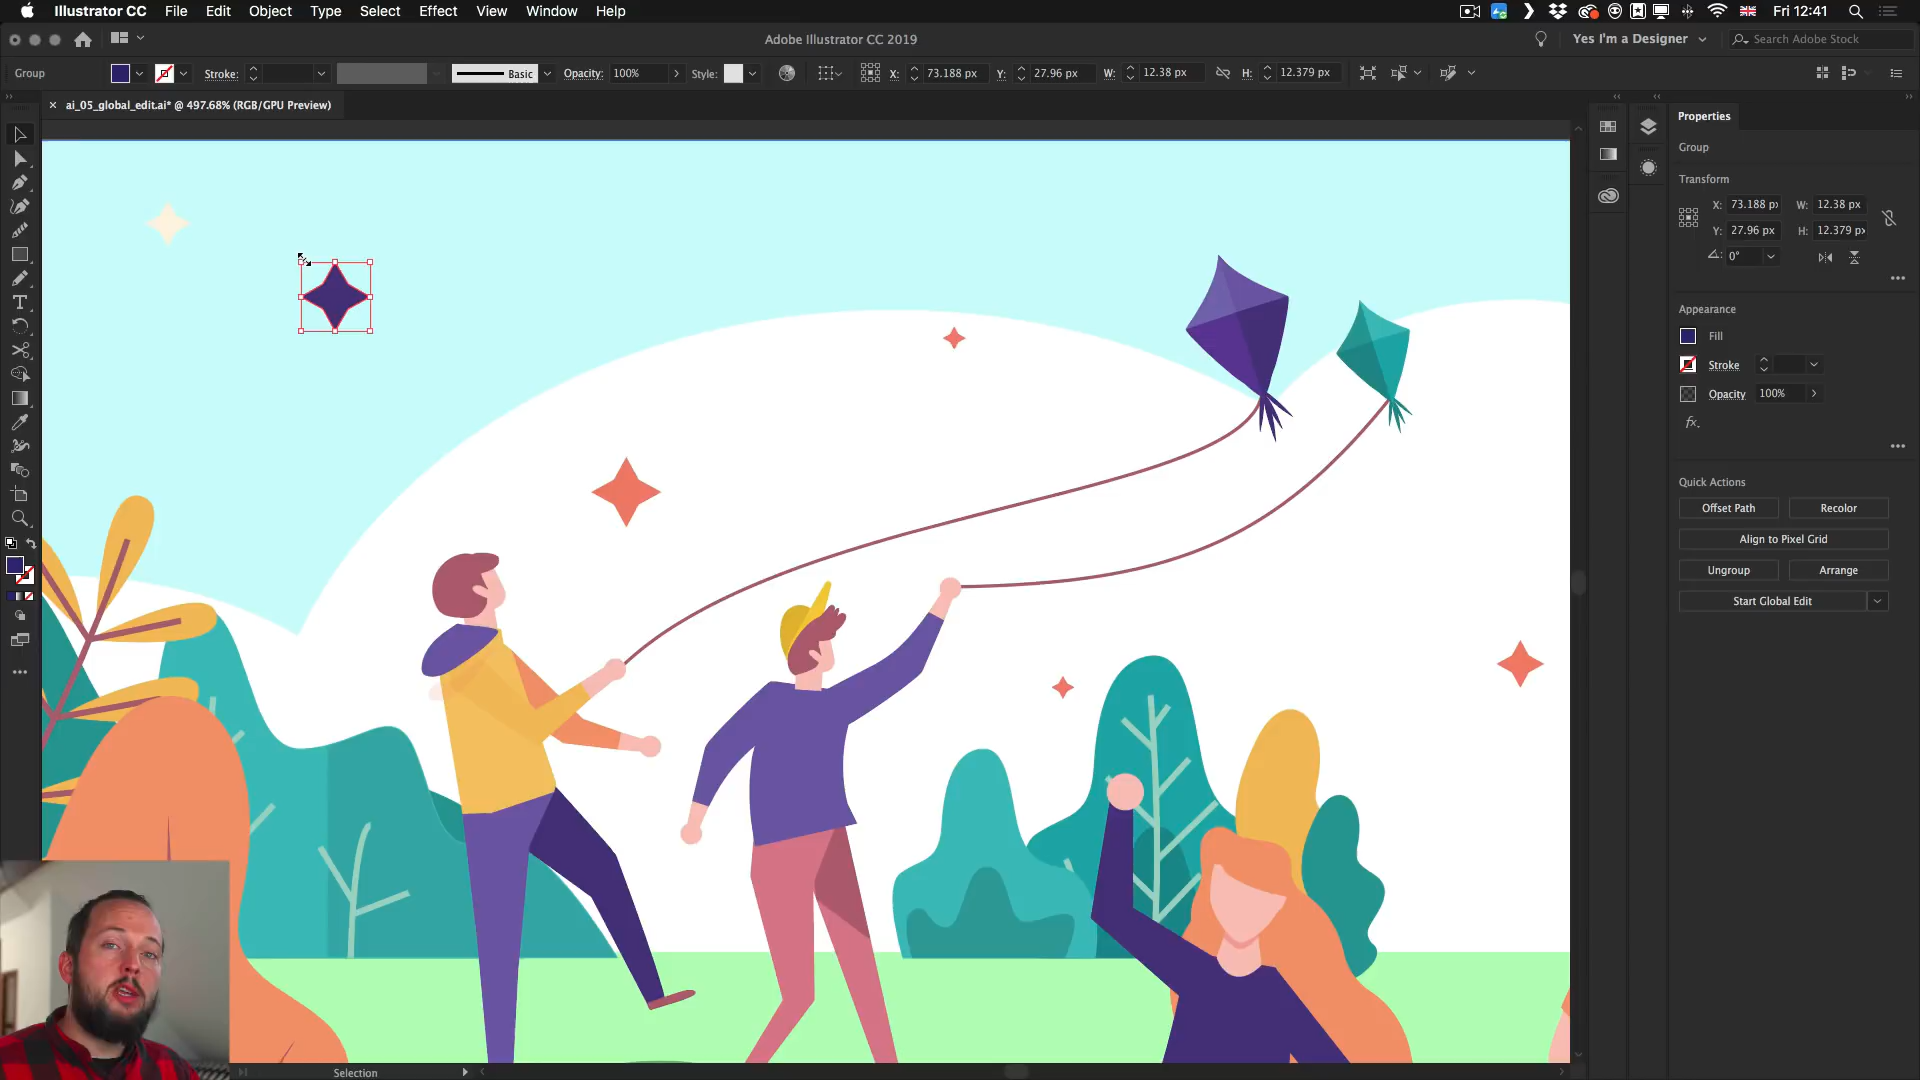 Illustrator CC File Edit Object Type Select Effect View Window Help Fri 12:41
Adobe Illustrator CC 2019 Yes I'm a Designer Search Adobe Stock
Group Stroke: Basic Opacity: 100% Style: X: 73.188 px Y: 27.96 px W: 12.38 px H: 12.379 px
ai_05_global_edit.ai* @ 497.68% (RGB/GPU Preview)
Properties
Group
Transform
X: 73.188 px W: 12.38 px
Y: 27.96 px H: 12.379 px
0°
Appearance
Fill
Stroke
Opacity 100%
fx.
Quick Actions
Offset Path Recolor
Align to Pixel Grid
Ungroup Arrange
Start Global Edit
Selection